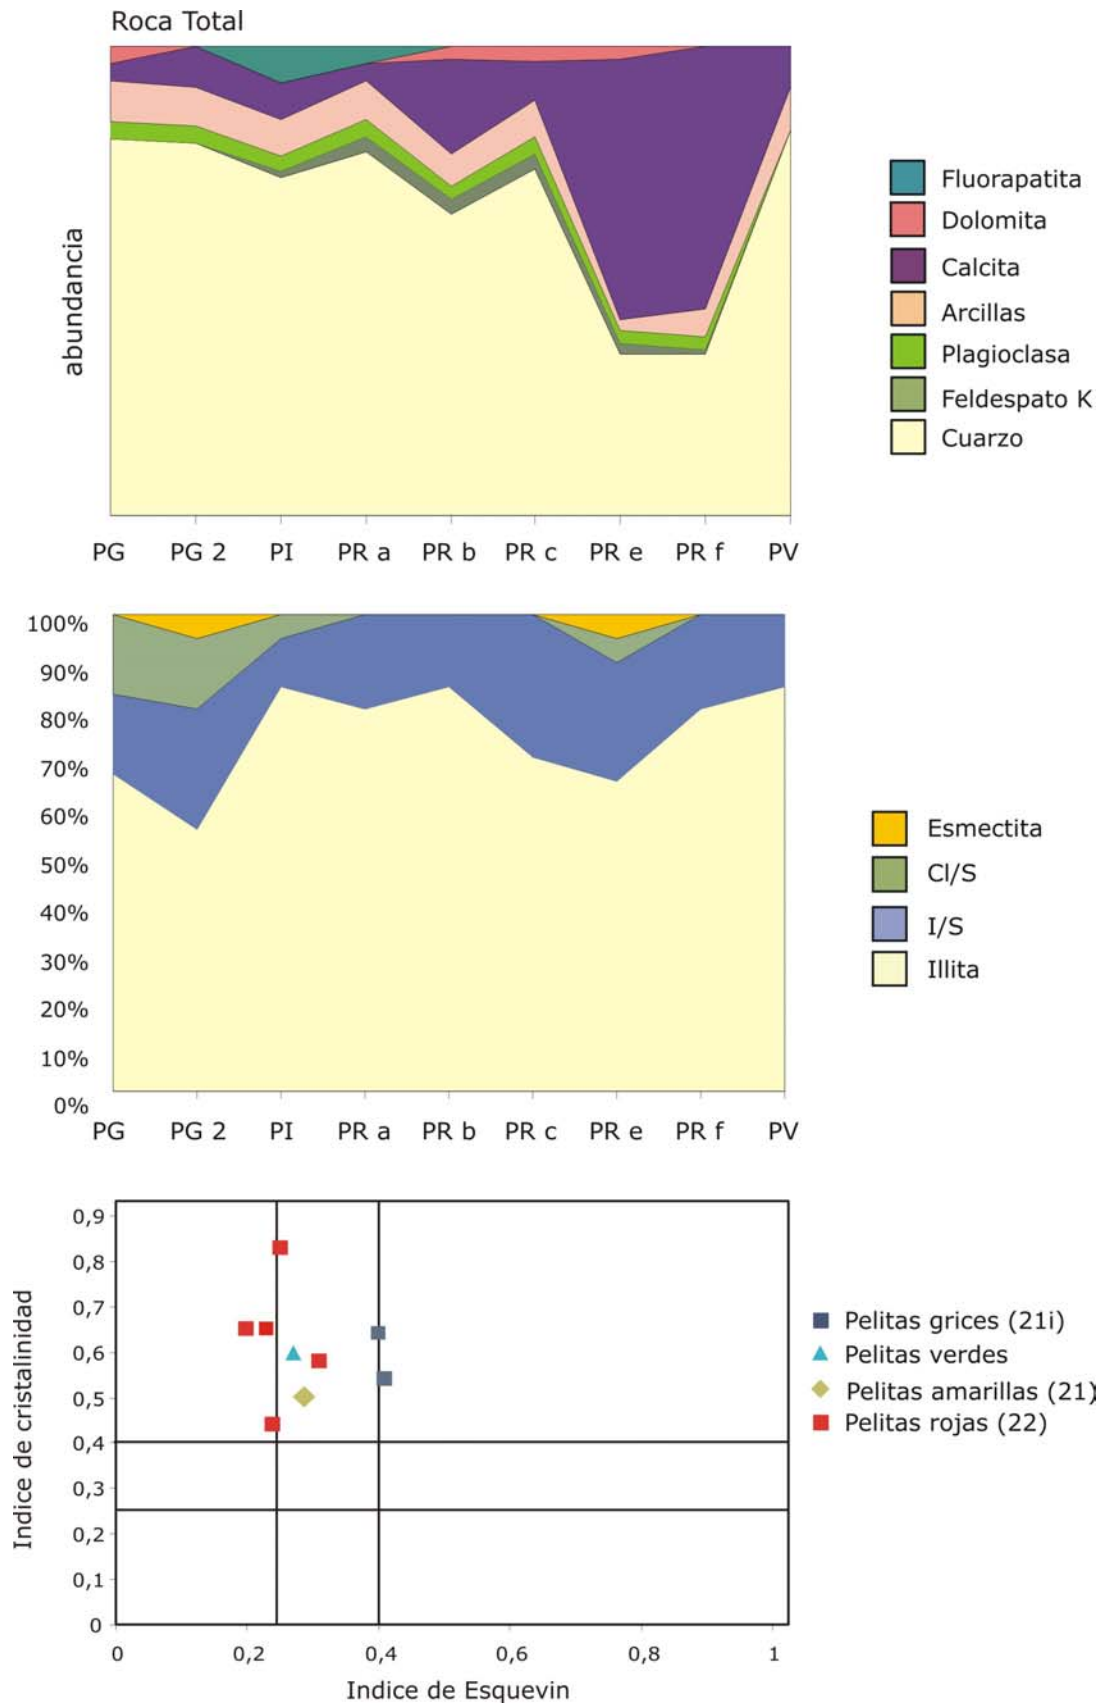 Roca Total
abundancia
Fluorapatita
Dolomita
Calcita
Arcillas
Plagioclasa
Feldespato K
Cuarzo
PG PG 2 PI PR a PR b PR c PR e PR f PV
100%
90%
80%
70%
60%
50%
40%
30%
20%
10%
0%
Esmectita
Cl/S
I/S
Illita
PG PG 2 PI PR a PR b PR c PR e PR f PV
Indice de cristalinidad
0,9
0,8
0,7
0,6
0,5
0,4
0,3
0,2
0,1
0
Pelitas grices (21i)
Pelitas verdes
Pelitas amarillas (21)
Pelitas rojas (22)
0 0,2 0,4 0,6 0,8 1
Indice de Esquevin